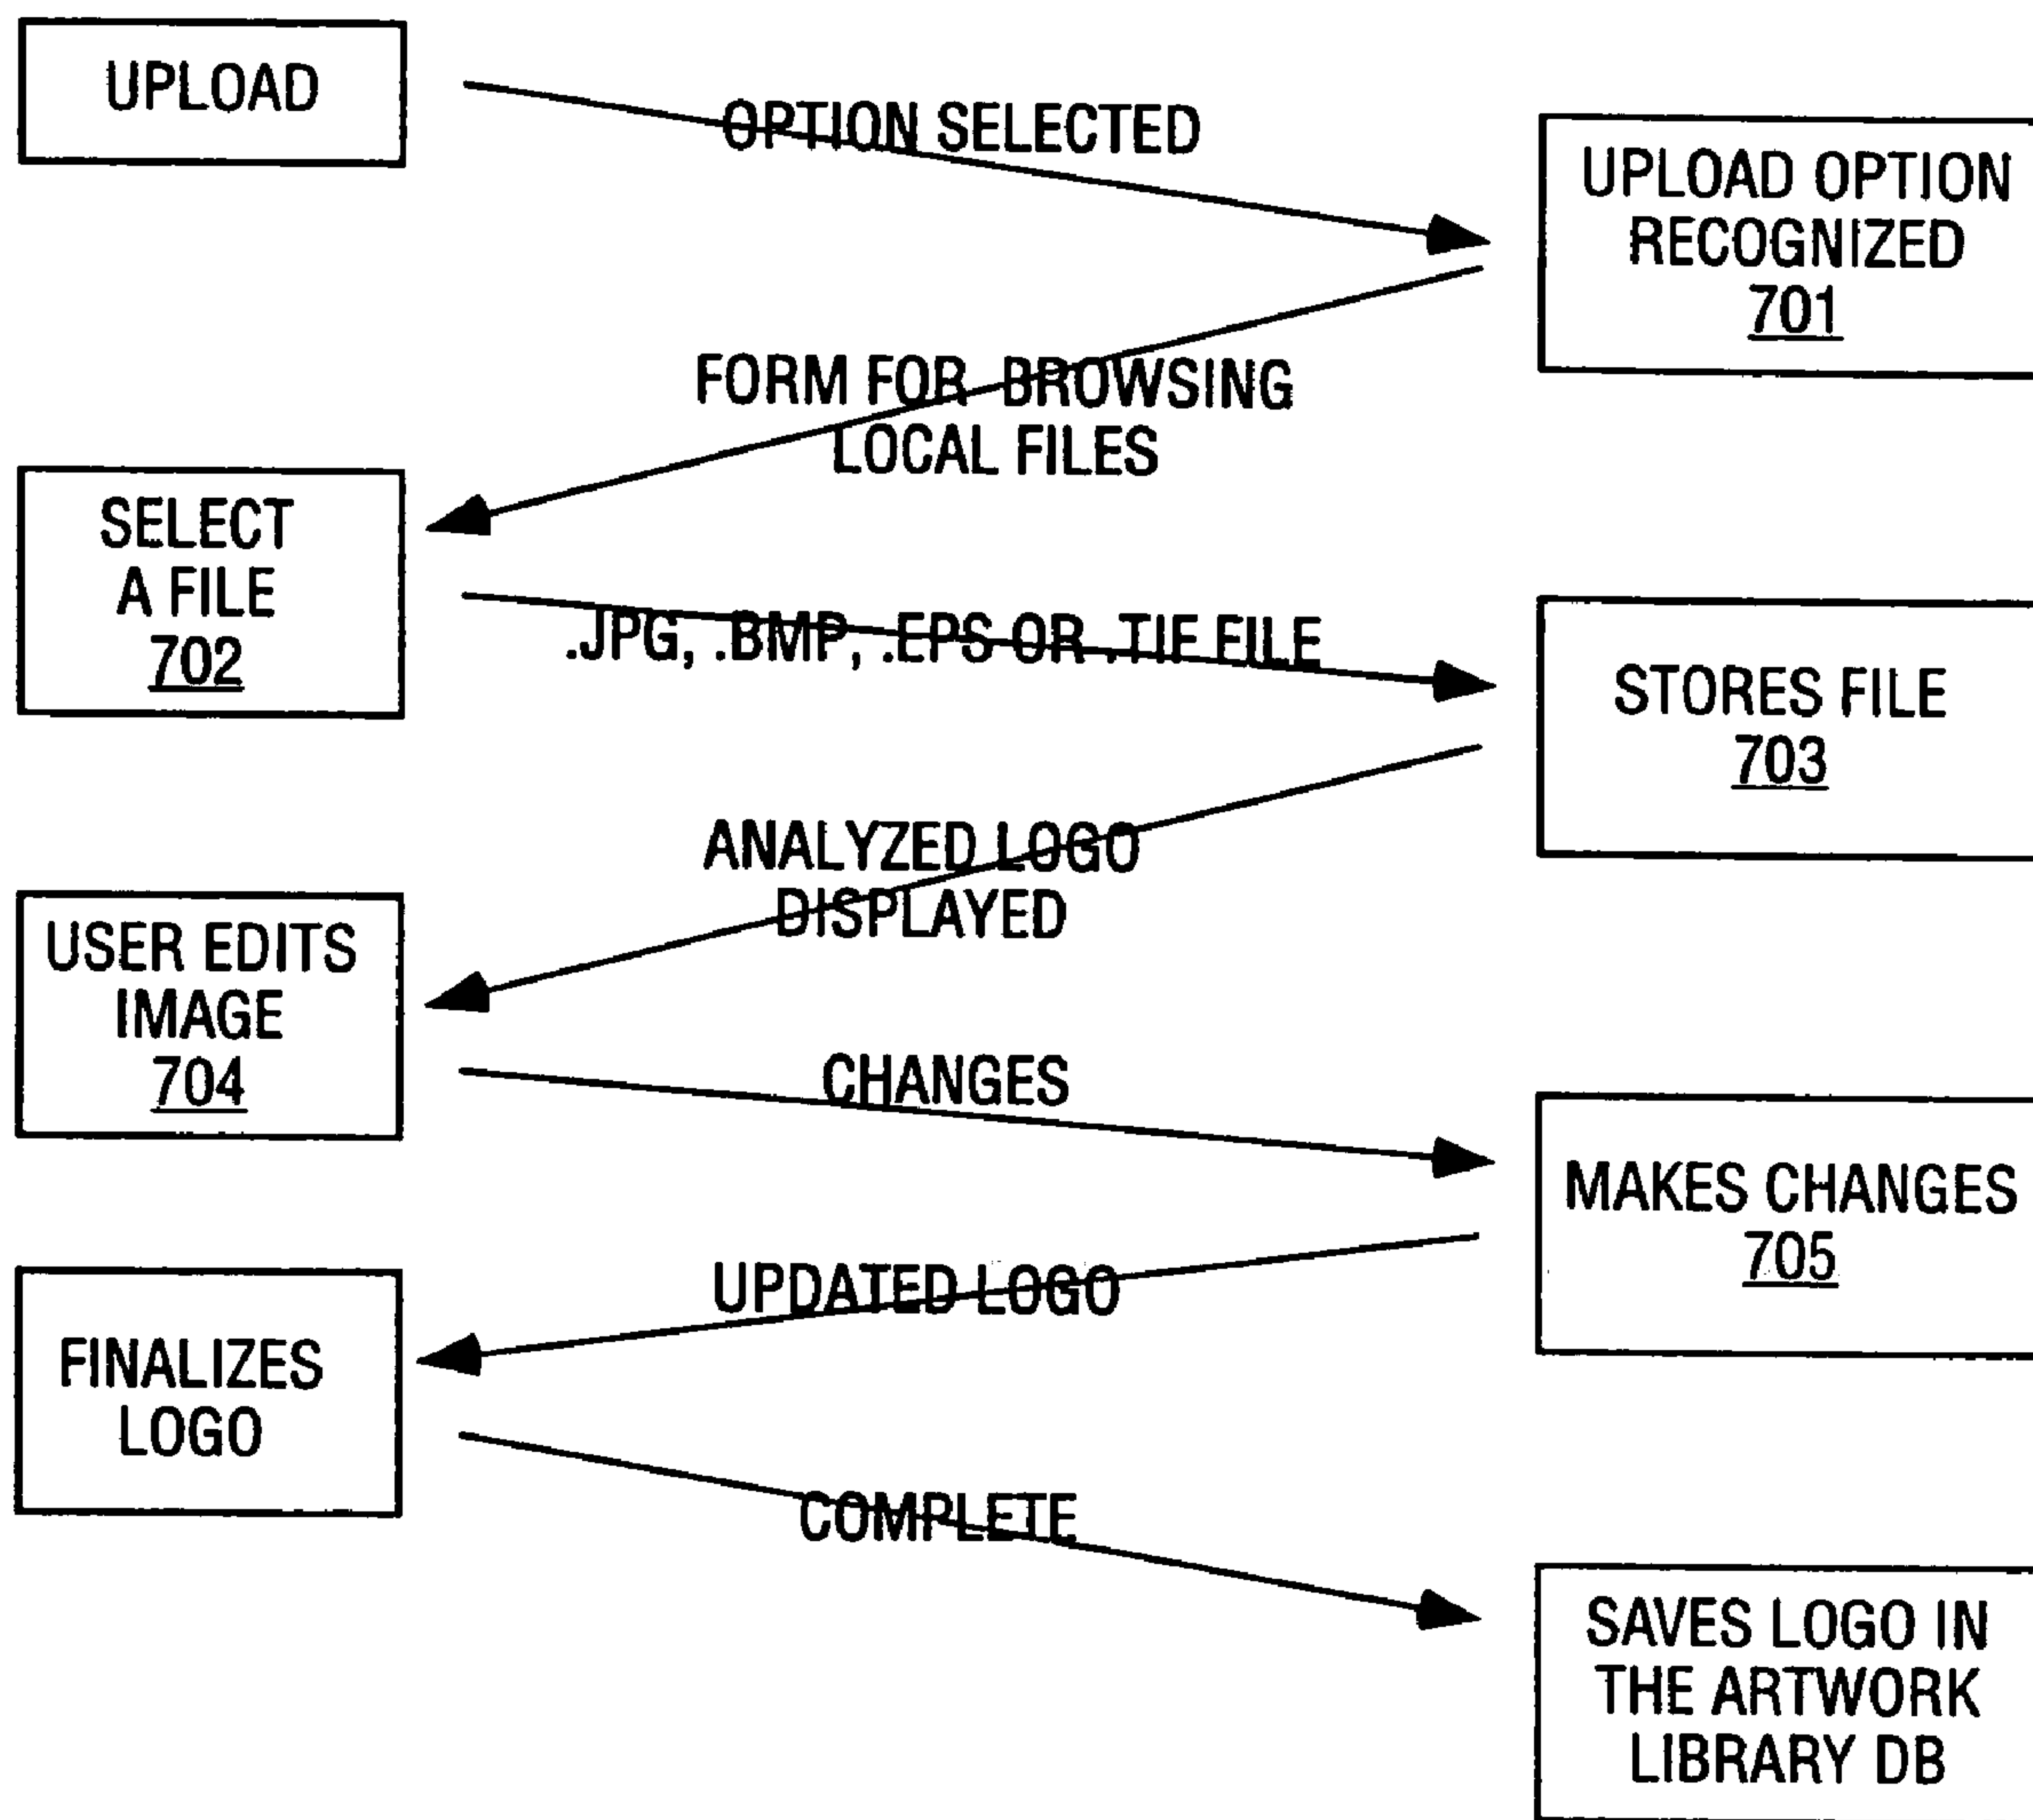 UPLOAD
OPTION SELECTED
UPLOAD OPTION
RECOGNIZED
701
FORM FOR BROWSING
LOCAL FILES
SELECT
A FILE
702
.JPG, .BMP, .EPS OR .TIF FILE
STORES FILE
703
ANALYZED LOGO
DISPLAYED
USER EDITS
IMAGE
704
CHANGES
MAKES CHANGES
705
UPDATED LOGO
FINALIZES
LOGO
COMPLETE
SAVES LOGO IN
THE ARTWORK
LIBRARY DB